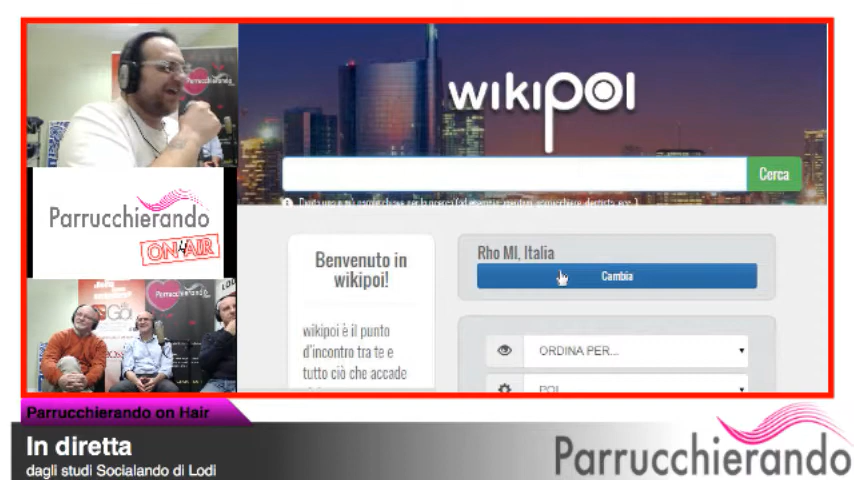 wikipoi
Cerca
Parrucchierando
ON AIR
Benvenuto in
wikipoi!
wikipoi è il punto
d'incontro tra te e
tutto ciò che accade
Rho MI, Italia
Cambia
ORDINA PER...
POI
Parrucchierando on Hair
In diretta
dagli studi Socialando di Lodi
Parrucchierando